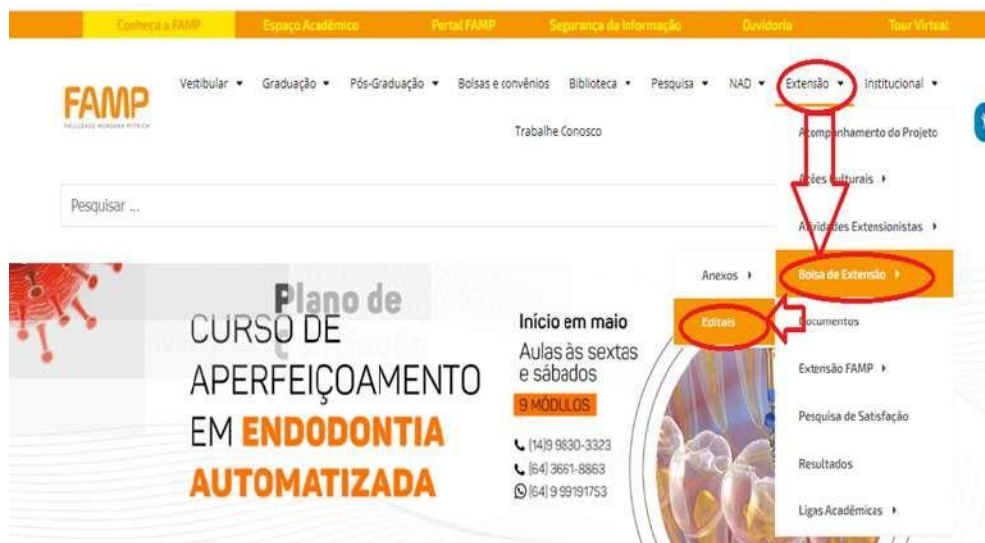 Conheça a FAMP Espaço Acadêmico Portal FAMP Segurança da Informação Ouvidoria Tour Virtual
FAMP
FACULDADE MORGANA POTRICH
Vestibular Graduação Pós-Graduação Bolsas e convênios Biblioteca Pesquisa NAD Extensão Institucional
Trabalhe Conosco
Pesquisar ...
Acompanhamento do Projeto
Ações Culturais
Atividades Extensionistas
Bolsa de Extensão
Anexos
Editais
Documentos
Extensão FAMP
Pesquisa de Satisfação
Resultados
Ligas Acadêmicas
Plano de
CURSO DE
APERFEIÇOAMENTO
EM ENDODONTIA
AUTOMATIZADA
Início em maio
Aulas às sextas
e sábados
9 MÓDULOS
(14)9 9830-3323
(64) 3661-8863
(64) 9 99191753